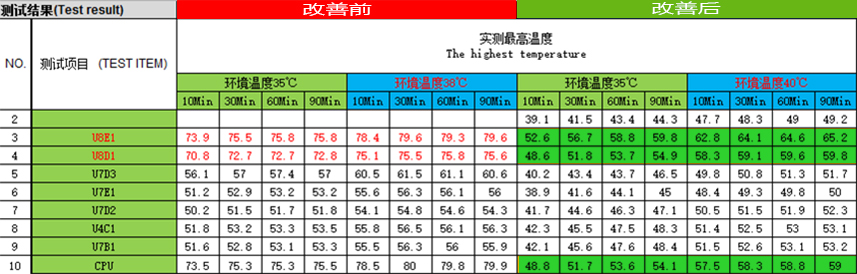 测试结果(Test result) 改善前 改善后
NO. 测试项目 (TEST ITEM) 实测最高温度
The highest temperature
环境温度35℃ 环境温度38℃ 环境温度35℃ 环境温度40℃
10Min 30Min 60Min 90Min 10Min 30Min 60Min 90Min 10Min 30Min 60Min 90Min 10Min 30Min 60Min 90Min
2 39.1 41.5 43.4 44.3 47.7 48.3 49 49.2
3 U8E1 73.9 75.5 75.8 75.8 78.4 79.6 79.3 79.6 52.6 56.7 58.8 59.8 62.8 64.1 64.6 65.2
4 U8D1 70.8 72.7 72.7 72.8 75.1 75.5 75.8 75.6 48.6 51.8 53.7 54.9 58.3 59.1 59.6 59.8
5 U7D3 56.1 57 57.4 57 60.5 61.5 61.1 60.6 40.2 43.4 43.7 46.5 49.8 50.8 51.3 51.7
6 U7E1 51.2 52.9 53.2 53.2 55.6 56.3 56.1 56 38.9 41.6 44.1 45 48.4 49.3 49.8 50
7 U7D2 50.2 51.5 51.7 51.8 54.1 54.8 54.6 54.3 41.7 44.6 46.3 47.1 50.5 51.5 51.9 52.3
8 U4C1 51.8 53.2 53.3 53.5 55.8 56.5 56.1 56.3 42.3 45.5 47.5 48.3 51.4 52.5 53 53.1
9 U7B1 51.6 52.8 53.1 53.3 55.5 56.3 56 55.9 42.1 45.6 47.6 48.4 51.5 52.6 53.1 53.2
10 CPU 73.5 75.3 75.3 75.5 78.5 80 79.8 79.9 48.8 51.7 53.6 54.1 57.5 58.3 58.8 59